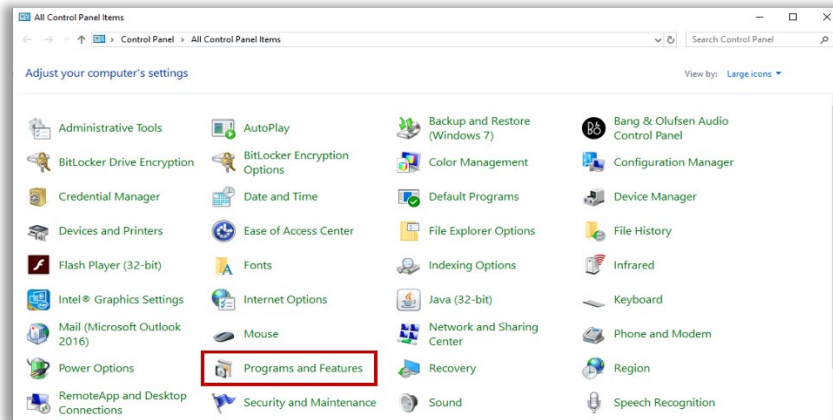 All Control Panel Items
Control Panel > All Control Panel Items
Search Control Panel
Adjust your computer's settings
View by: Large icons
Administrative Tools
AutoPlay
Backup and Restore
(Windows 7)
Bang & Olufsen Audio
Control Panel
BitLocker Drive Encryption
BitLocker Encryption
Options
Color Management
Configuration Manager
Credential Manager
Date and Time
Default Programs
Device Manager
Devices and Printers
Ease of Access Center
File Explorer Options
File History
Flash Player (32-bit)
Fonts
Indexing Options
Infrared
Intel® Graphics Settings
Internet Options
Java (32-bit)
Keyboard
Mail (Microsoft Outlook
2016)
Mouse
Network and Sharing
Center
Phone and Modem
Power Options
Programs and Features
Recovery
Region
RemoteApp and Desktop
Connections
Security and Maintenance
Sound
Speech Recognition